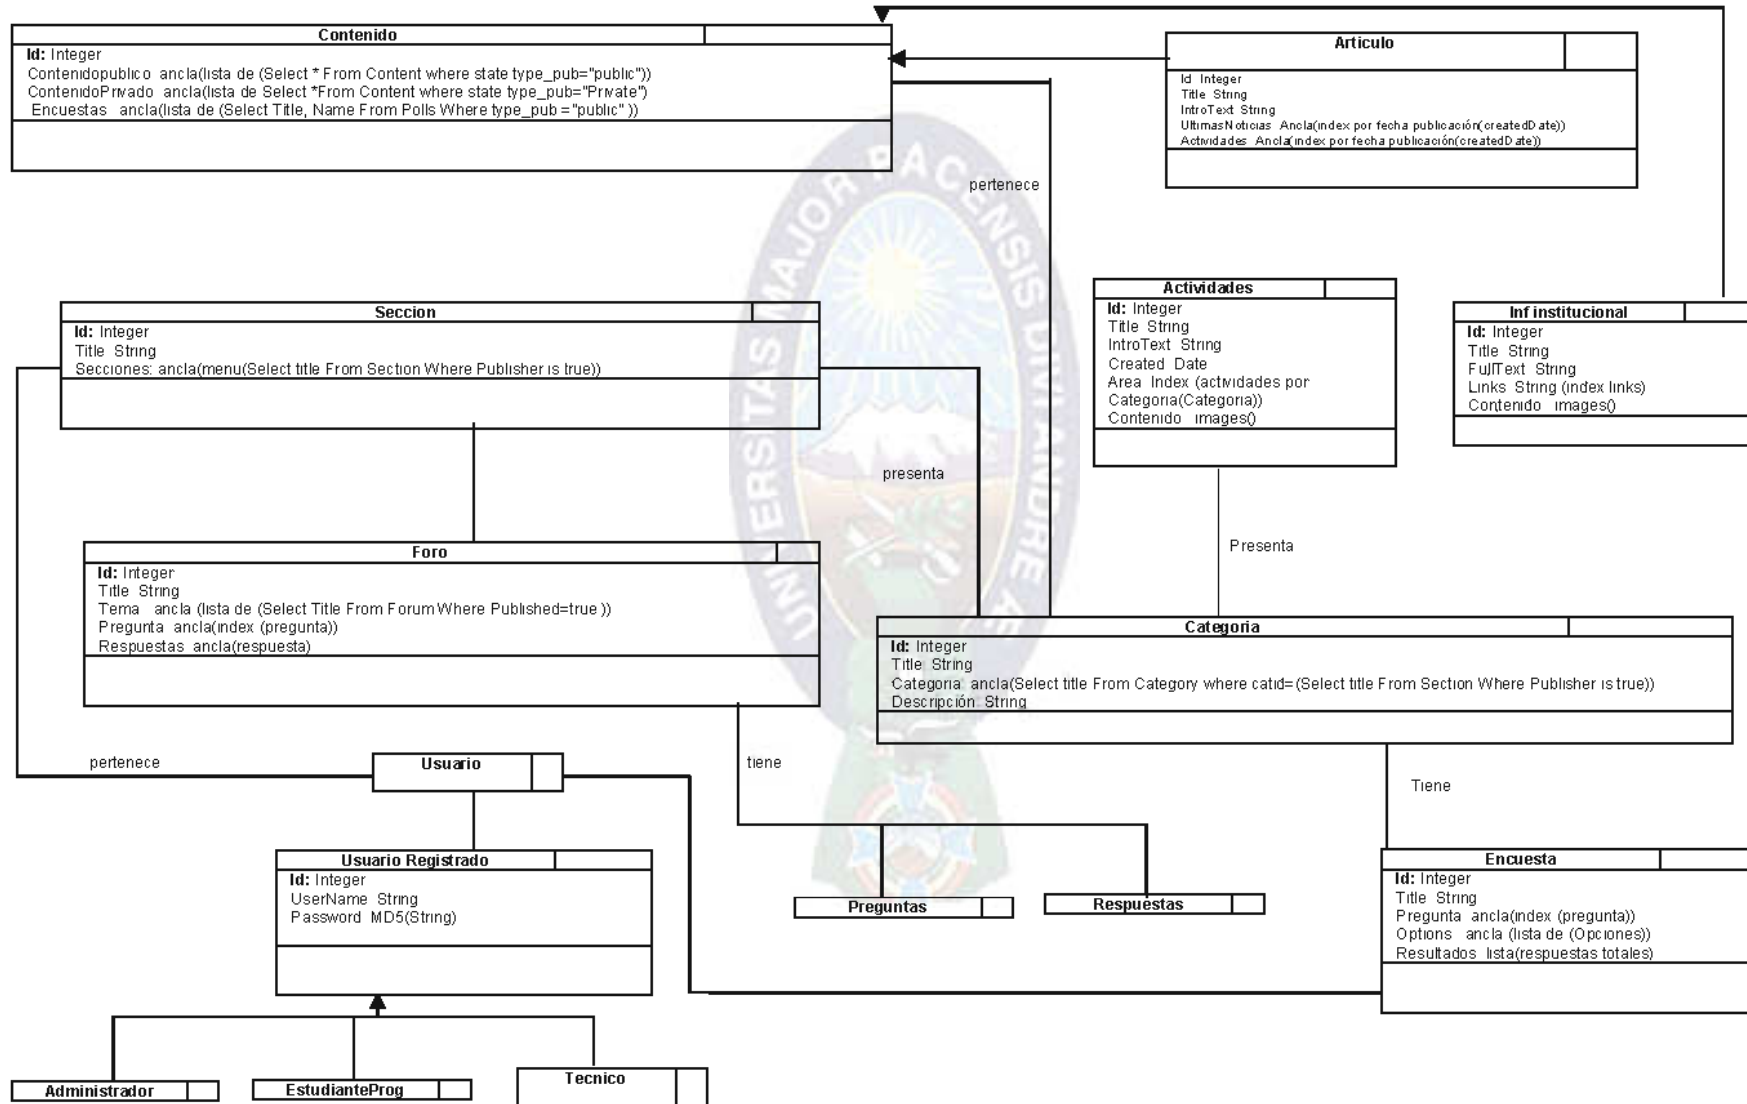 Contenido
Id: Integer
Contenidopublico ancla(lista de (Select * From Content where state type_pub="public"))
ContenidoPrivado ancla(lista de Select *From Content where state type_pub="Private")
Encuestas ancla(lista de (Select Title, Name From Polls Where type_pub ="public" ))
Articulo
Id Integer
Title String
IntroText String
UltimasNoticias Ancla(index por fecha publicación(createdDate))
Actividades Ancla(index por fecha publicación(createdDate))
pertenece
Seccion
Id: Integer
Title String
Secciones: ancla(menu(Select title From Section Where Publisher is true))
Actividades
Id: Integer
Title String
IntroText String
Created Date
Area Index (actividades por
Categoria(Categoria))
Contenido images()
Inf institucional
Id: Integer
Title String
FullText String
Links String (index links)
Contenido images()
presenta
Presenta
Foro
Id: Integer
Title String
Tema ancla (lista de (Select Title From Forum Where Published=true ))
Pregunta ancla(index (pregunta))
Respuestas ancla(respuesta)
Categoria
Id: Integer
Title String
Categoria ancla(Select title From Category where catid=(Select title From Section Where Publisher is true))
Descripción: String
pertenece
Usuario
tiene
Tiene
Usuario Registrado
Id: Integer
UserName String
Password MD5(String)
Preguntas
Respuestas
Encuesta
Id: Integer
Title String
Pregunta ancla(index (pregunta))
Options ancla (lista de (Opciones))
Resultados lista(respuestas totales)
Administrador
EstudianteProg
Tecnico
UNIVERSITAS MAJOR PACENSIS DIVI ANDRE Æ